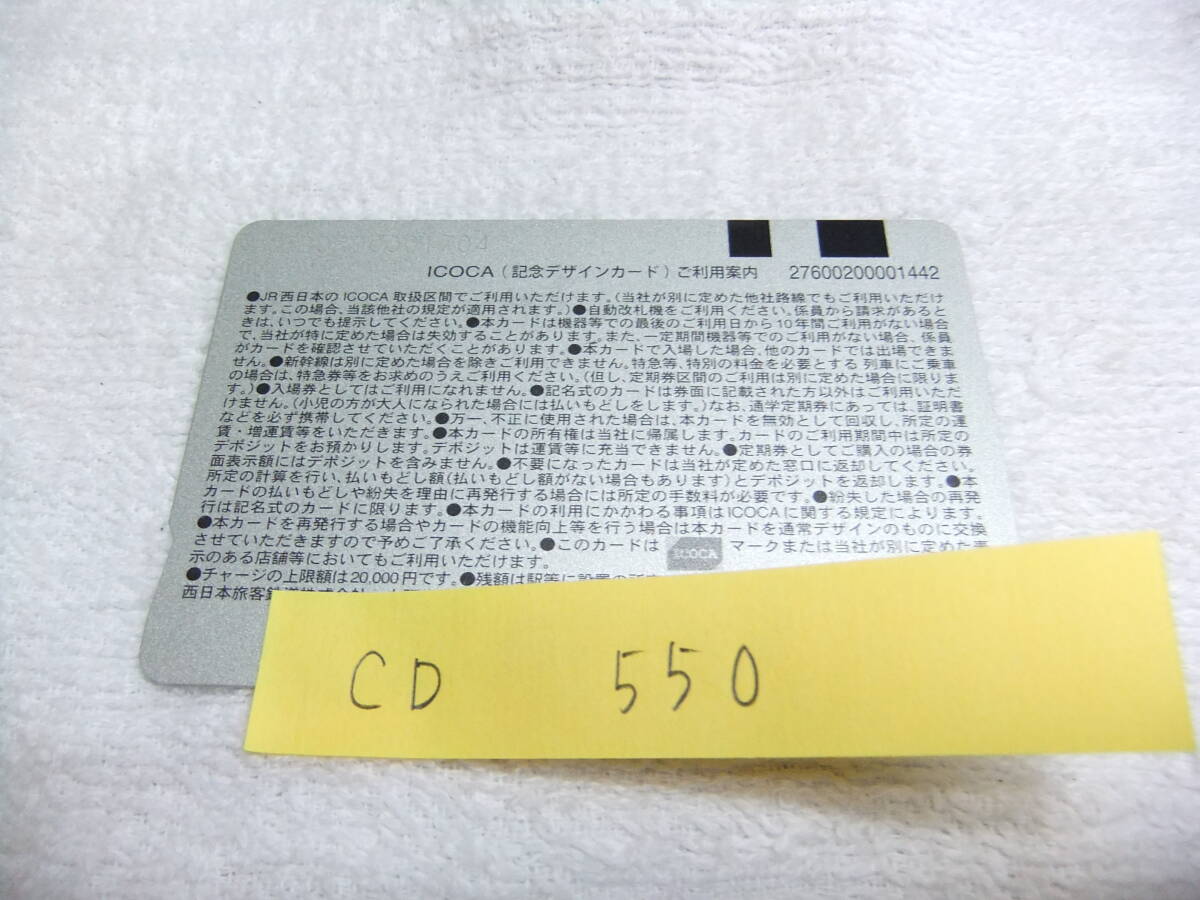 ICOCA（記念デザインカード）ご利用案内 27600200001442
●JR西日本のICOCA取扱区間でご利用いただけます。（当社が別に定めた他社路線でもご利用いただけ
ます。この場合、当該他社の規定が適用されます。）●自動改札機をご利用ください。係員から請求があると
きは、いつでも提示してください。●本カードは機器等での最後のご利用日から10年間ご利用がない場合
で、当社が特に定めた場合は失効することがあります。また、一定期間機器等でのご利用がない場合、係員
がカードを確認させていただくことがあります。●本カードで入場した場合、他のカードでは出場できま
せん。●新幹線は別に定めた場合を除きご利用できません。特急等、特別の料金を必要とする列車にご乗車
の場合は、特急券等をお求めのうえご利用ください。（但し、定期券区間のご利用は別に定めた場合に限りま
す。）●入場券としてはご利用になれません。●記名式のカードは券面に記載された方以外はご利用いただ
けません。（小児の方が大人になられた場合には払いもどしをします。）なお、通学定期券にあっては、証明書
などを必ず携帯してください。●万一、不正に使用された場合は、本カードを無効として回収し、所定の運
賃・増運賃等をいただきます。●本カードの所有権は当社に帰属します。カードのご利用期間中は所定の
デポジットをお預かりします。デポジットは運賃等に充当できません。●定期券としてご購入の場合の券
面表示額にはデポジットを含みません。●不要になったカードは当社が定めた窓口に返却してください。
所定の計算を行い、払いもどし額（払いもどし額がない場合もあります）とデポジットを返却します。●本
カードの払いもどしや紛失を理由に再発行する場合には所定の手数料が必要です。●紛失した場合の再発
行は記名式のカードに限ります。●本カードの利用にかかわる事項はICOCAに関する規定によります。
●本カードを再発行する場合やカードの機能向上等を行う場合は本カードを通常デザインのものに交換
させていただきますので予めご了承ください。●このカードは ICOCA マークまたは当社が別に定めた表
示のある店舗等においてもご利用いただけます。
●チャージの上限額は20,000円です。●残額は駅等に設置の所定
西日本旅客鉄道株式会社
CD 550